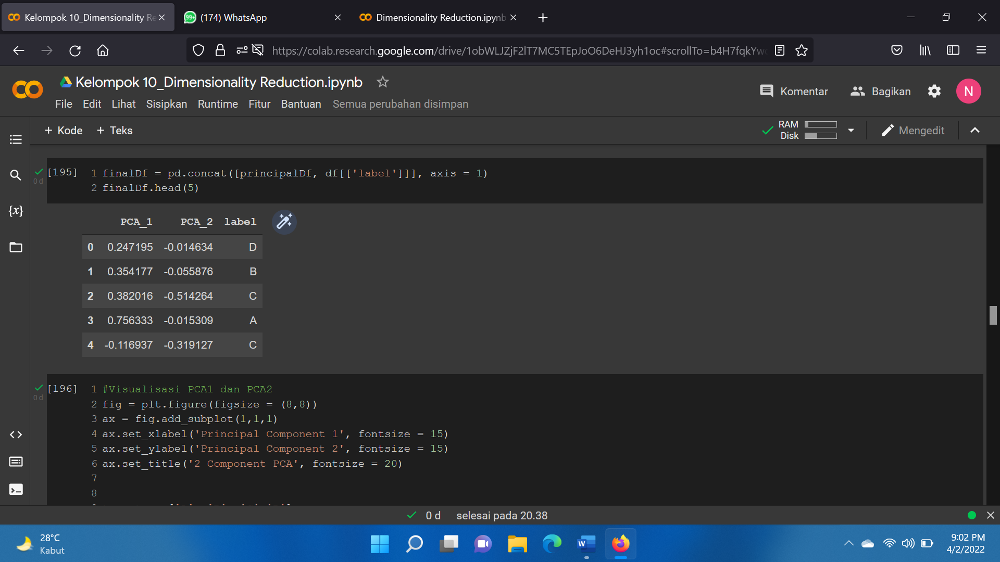 Kelompok 10_Dimensionality Re
(174) WhatsApp
Dimensionality Reduction.ipynb
https://colab.research.google.com/drive/1obWLJZjF2lT7MC5TEpJoO6DeHJ3yh1oc#scrollTo=b4H7fqkYw
Kelompok 10_Dimensionality Reduction.ipynb
Komentar
Bagikan
N
File Edit Lihat Sisipkan Runtime Fitur Bantuan Semua perubahan disimpan
+ Kode + Teks
RAM
Disk
Mengedit
[195] 1 finalDf = pd.concat([principalDf, df[['label']]], axis = 1)
0 d
2 finalDf.head(5)
PCA_1 PCA_2 label
0 0.247195 -0.014634 D
1 0.354177 -0.055876 B
2 0.382016 -0.514264 C
3 0.756333 -0.015309 A
4 -0.116937 -0.319127 C
[196] 1 #Visualisasi PCA1 dan PCA2
0 d
2 fig = plt.figure(figsize = (8,8))
3 ax = fig.add_subplot(1,1,1)
4 ax.set_xlabel('Principal Component 1', fontsize = 15)
5 ax.set_ylabel('Principal Component 2', fontsize = 15)
6 ax.set_title('2 Component PCA', fontsize = 20)
7
8
0 d selesai pada 20.38
28°C
Kabut
9:02 PM
4/2/2022